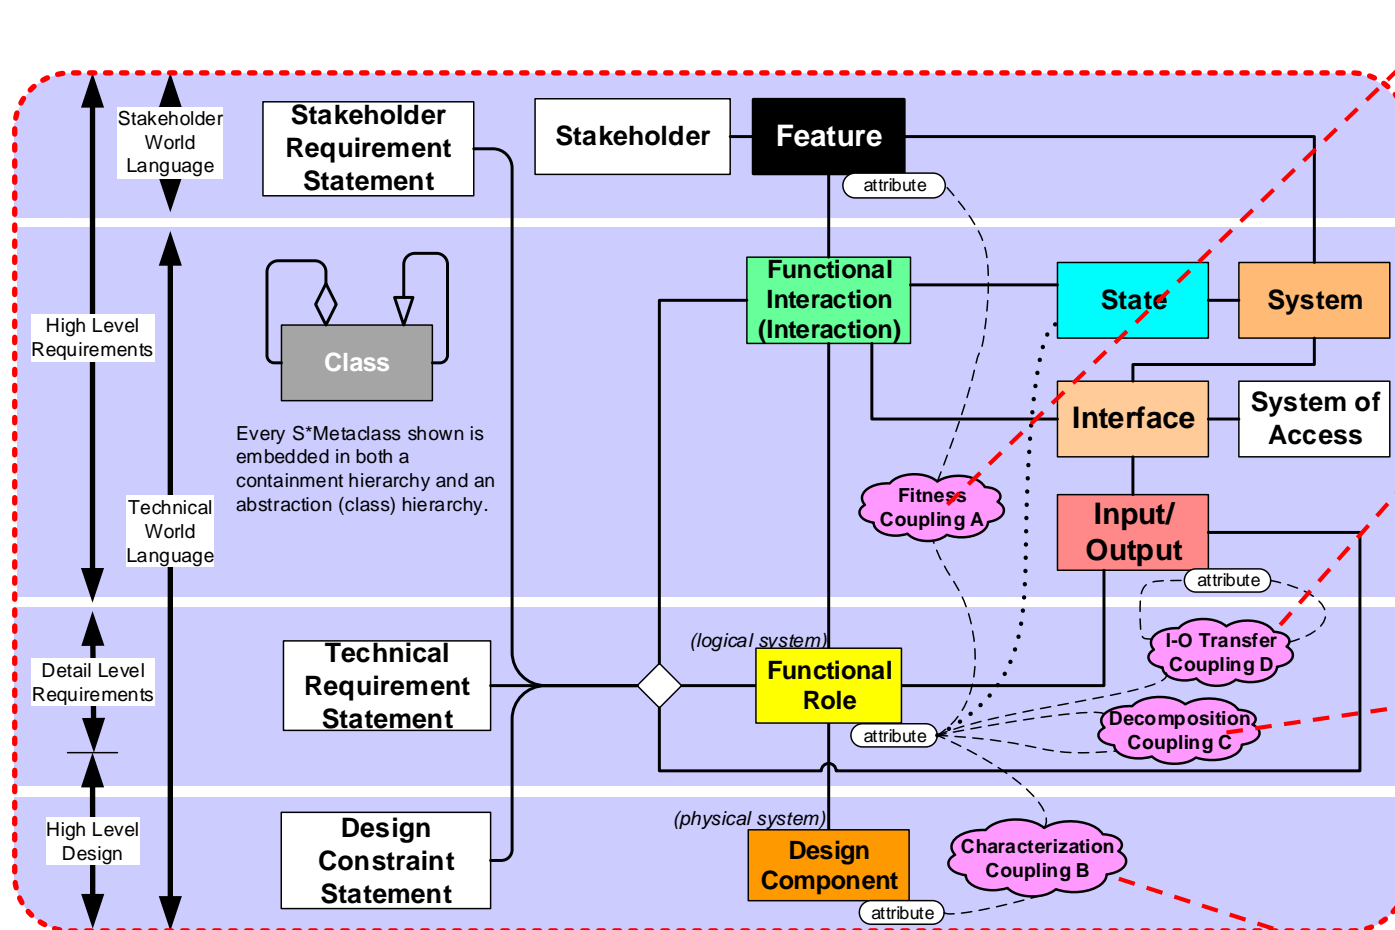 Stakeholder
World
Language
Stakeholder
Requirement
Statement
Stakeholder
Feature
attribute
High Level
Requirements
Class
Every S*Metaclass shown is
embedded in both a
containment hierarchy and an
abstraction (class) hierarchy.
Technical
World
Language
Functional
Interaction
(Interaction)
State
System
Interface
System of
Access
Fitness
Coupling A
Input/
Output
attribute
Detail Level
Requirements
Technical
Requirement
Statement
(logical system)
Functional
Role
attribute
I-O Transfer
Coupling D
Decomposition
Coupling C
High Level
Design
Design
Constraint
Statement
(physical system)
Design
Component
attribute
Characterization
Coupling B